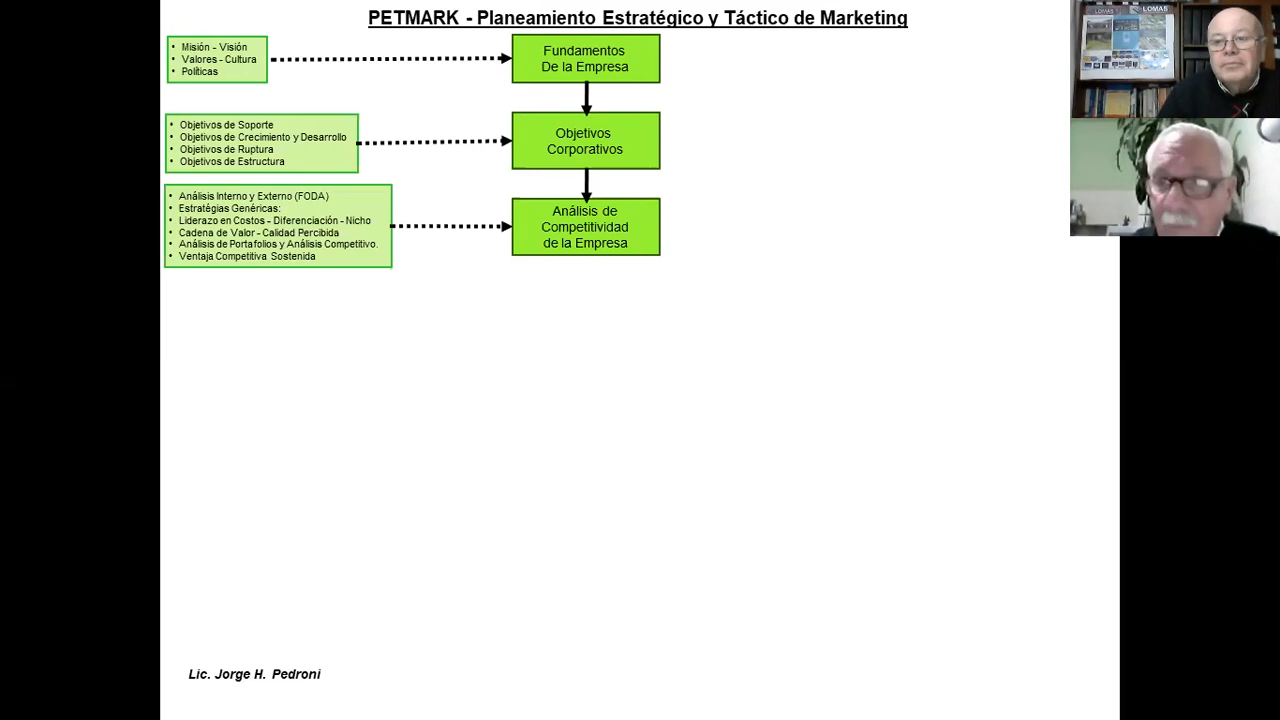 PETMARK - Planeamiento Estratégico y Táctico de Marketing
• Misión - Visión
• Valores - Cultura
• Políticas
Fundamentos
De la Empresa
• Objetivos de Soporte
• Objetivos de Crecimiento y Desarrollo
• Objetivos de Ruptura
• Objetivos de Estructura
Objetivos
Corporativos
• Análisis Interno y Externo (FODA)
• Estratégias Genéricas:
• Liderazo en Costos - Diferenciación - Nicho
• Cadena de Valor - Calidad Percibida
• Análisis de Portafolios y Análisis Competitivo.
• Ventaja Competitiva Sostenida
Análisis de
Competitividad
de la Empresa
Lic. Jorge H. Pedroni
LOMAS
LOMAS